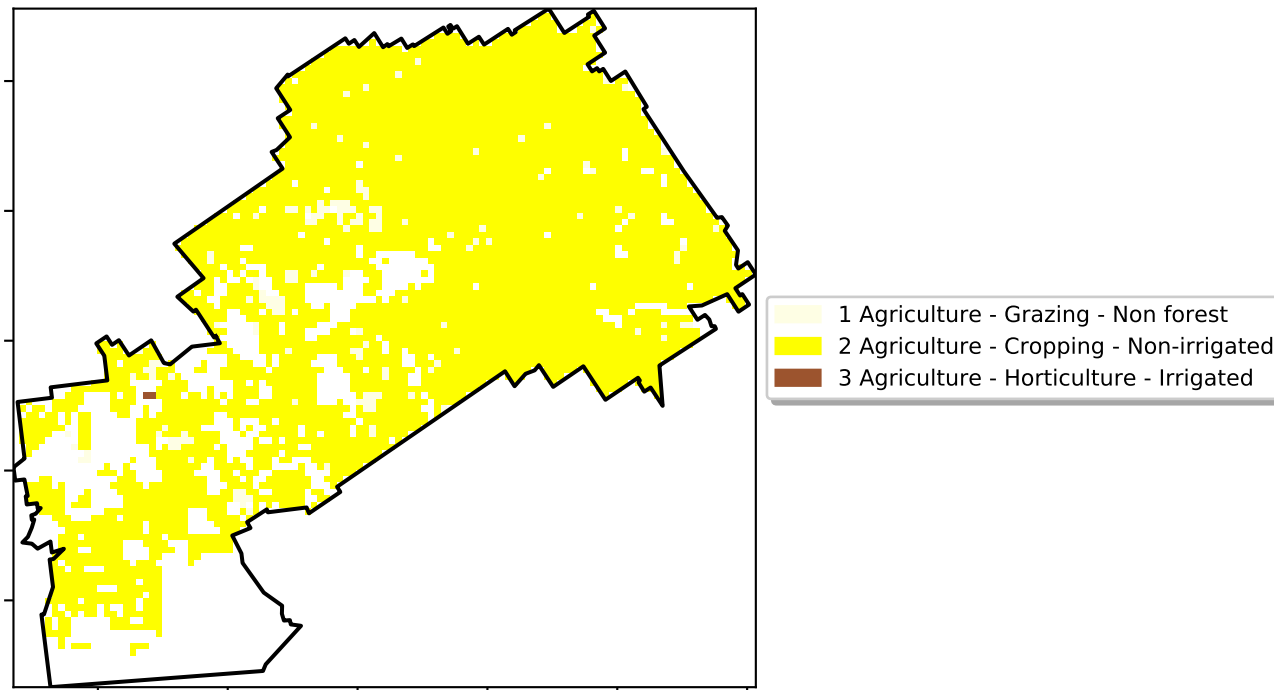 1 Agriculture - Grazing - Non forest
2 Agriculture - Cropping - Non-irrigated
3 Agriculture - Horticulture - Irrigated